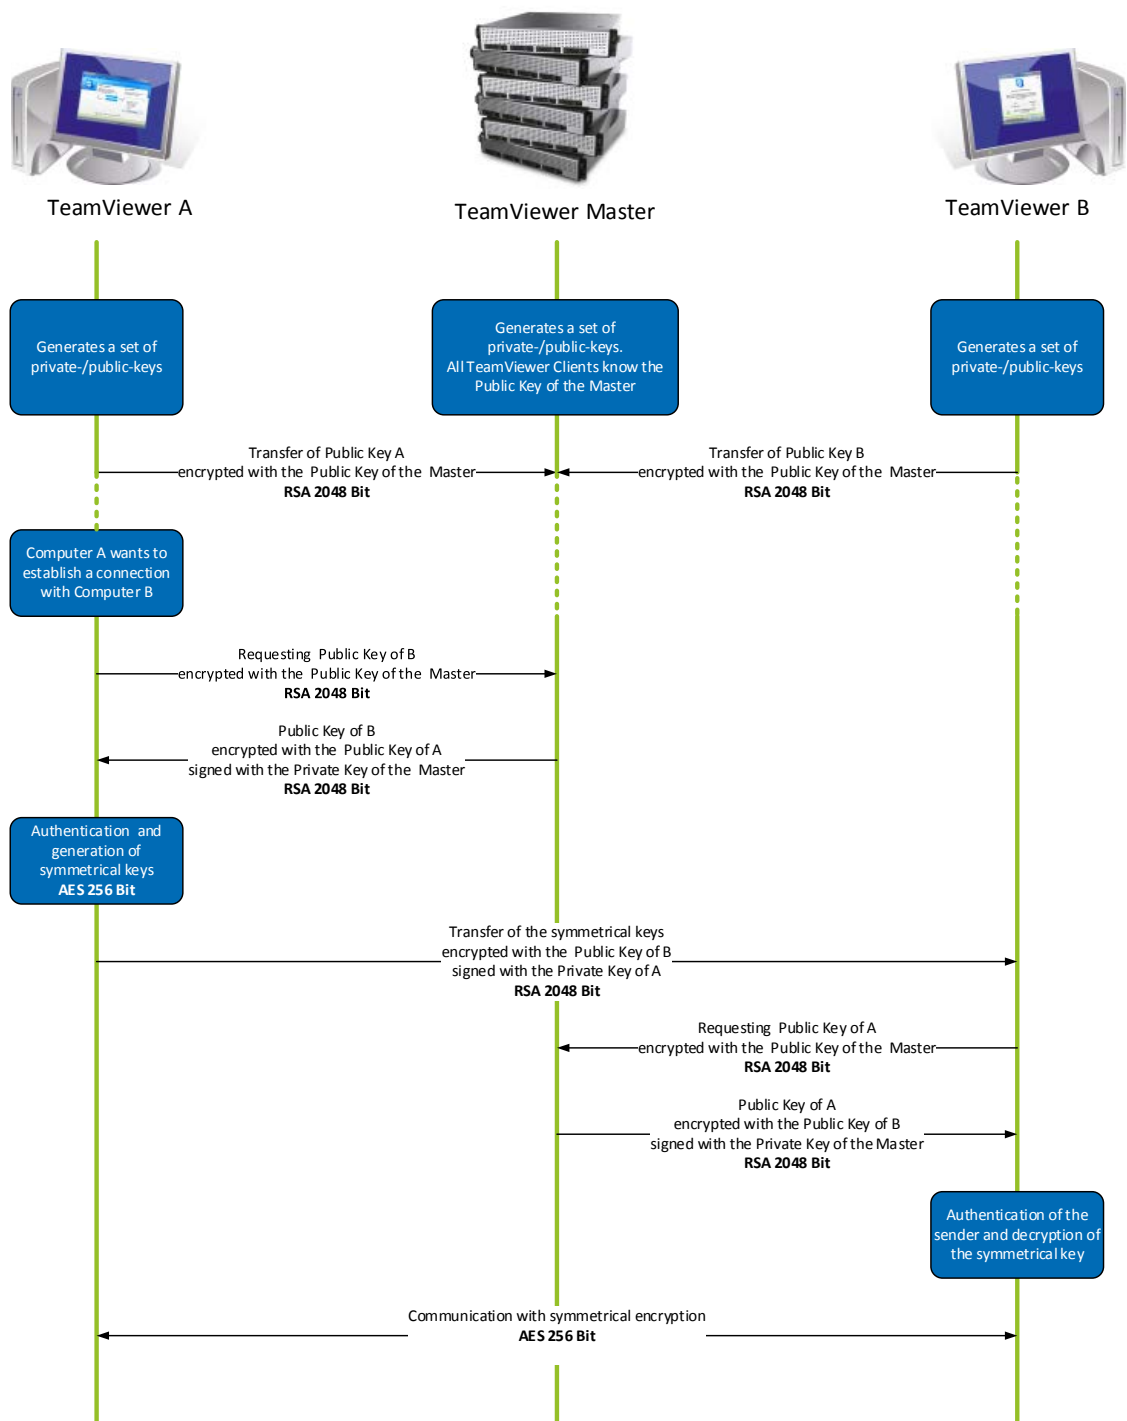 TeamViewer A
TeamViewer Master
TeamViewer B
Generates a set of
private-/public-keys
Generates a set of
private-/public-keys.
All TeamViewer Clients know the
Public Key of the Master
Generates a set of
private-/public-keys
Transfer of Public Key A
encrypted with the Public Key of the Master
RSA 2048 Bit
Transfer of Public Key B
encrypted with the Public Key of the Master
RSA 2048 Bit
Computer A wants to
establish a connection
with Computer B
Requesting Public Key of B
encrypted with the Public Key of the Master
RSA 2048 Bit
Public Key of B
encrypted with the Public Key of A
signed with the Private Key of the Master
RSA 2048 Bit
Authentication and
generation of
symmetrical keys
AES 256 Bit
Transfer of the symmetrical keys
encrypted with the Public Key of B
signed with the Private Key of A
RSA 2048 Bit
Requesting Public Key of A
encrypted with the Public Key of the Master
RSA 2048 Bit
Public Key of A
encrypted with the Public Key of B
signed with the Private Key of the Master
RSA 2048 Bit
Authentication of the
sender and decryption of
the symmetrical key
Communication with symmetrical encryption
AES 256 Bit